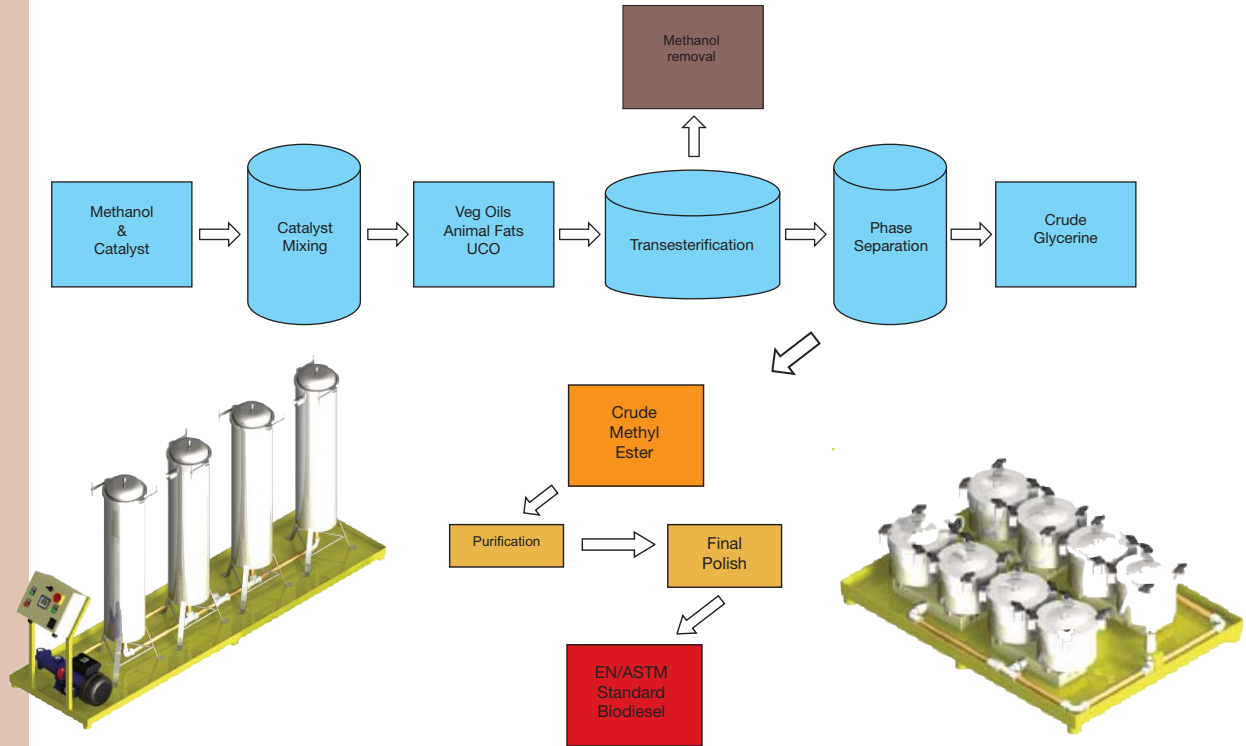 Methanol
removal
Methanol
&
Catalyst
Catalyst
Mixing
Veg Oils
Animal Fats
UCO
Transesterification
Phase
Separation
Crude
Glycerine
Crude
Methyl
Ester
Purification
Final
Polish
EN/ASTM
Standard
Biodiesel